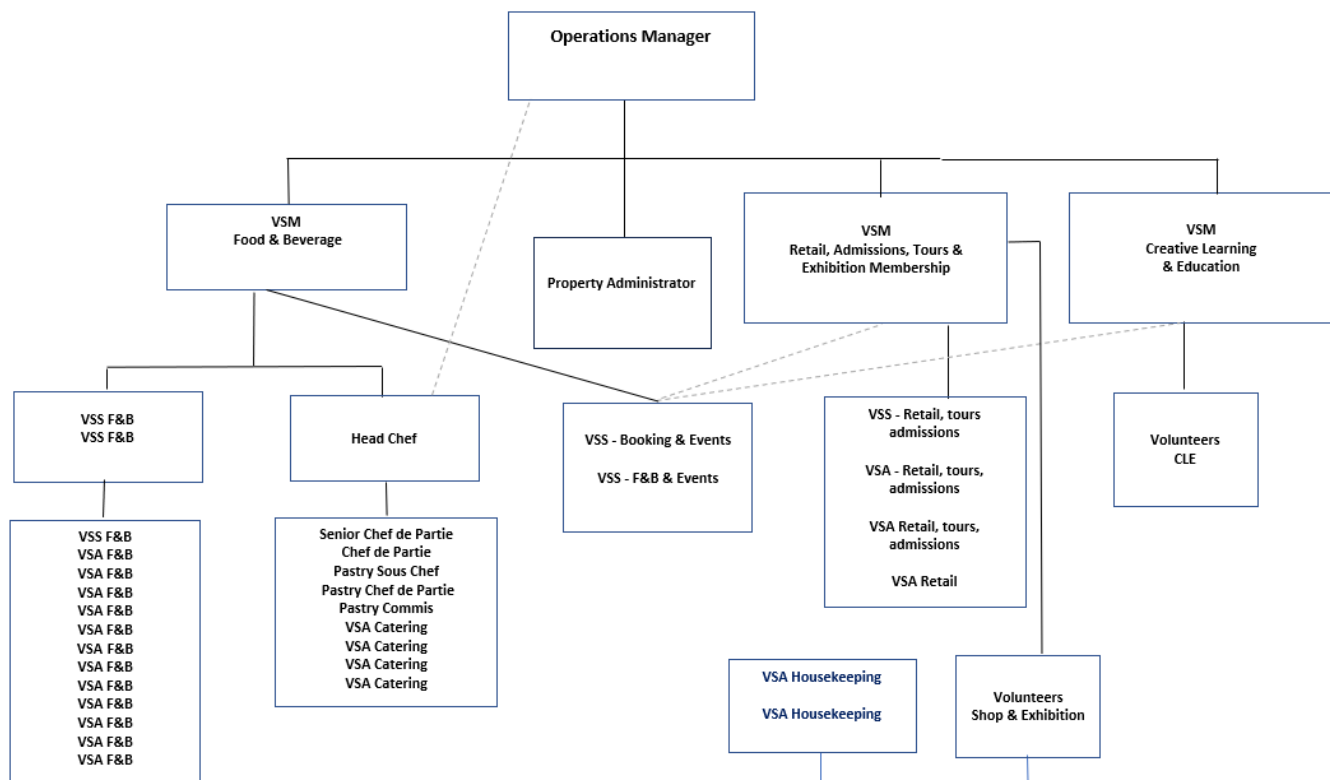 Operations Manager
VSM
Food & Beverage
Property Administrator
VSM
Retail, Admissions, Tours &
Exhibition Membership
VSM
Creative Learning
& Education
VSS F&B
VSS F&B
Head Chef
VSS - Booking & Events
VSS - F&B & Events
VSS - Retail, tours
admissions
VSA - Retail, tours,
admissions
VSA Retail, tours,
admissions
VSA Retail
Volunteers
CLE
VSS F&B
VSA F&B
VSA F&B
VSA F&B
VSA F&B
VSA F&B
VSA F&B
VSA F&B
VSA F&B
VSA F&B
VSA F&B
VSA F&B
VSA F&B
Senior Chef de Partie
Chef de Partie
Pastry Sous Chef
Pastry Chef de Partie
Pastry Commis
VSA Catering
VSA Catering
VSA Catering
VSA Catering
VSA Housekeeping
VSA Housekeeping
Volunteers
Shop & Exhibition